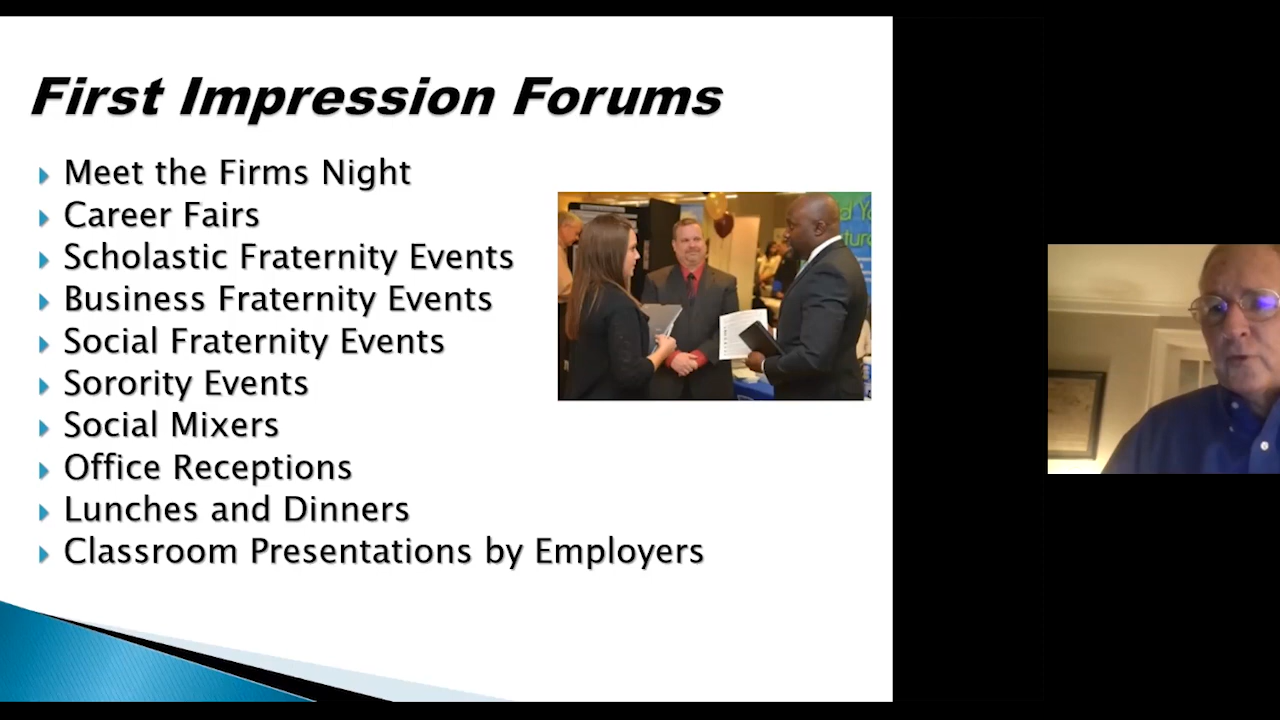 First Impression Forums
Meet the Firms Night
Career Fairs
Scholastic Fraternity Events
Business Fraternity Events
Social Fraternity Events
Sorority Events
Social Mixers
Office Receptions
Lunches and Dinners
Classroom Presentations by Employers